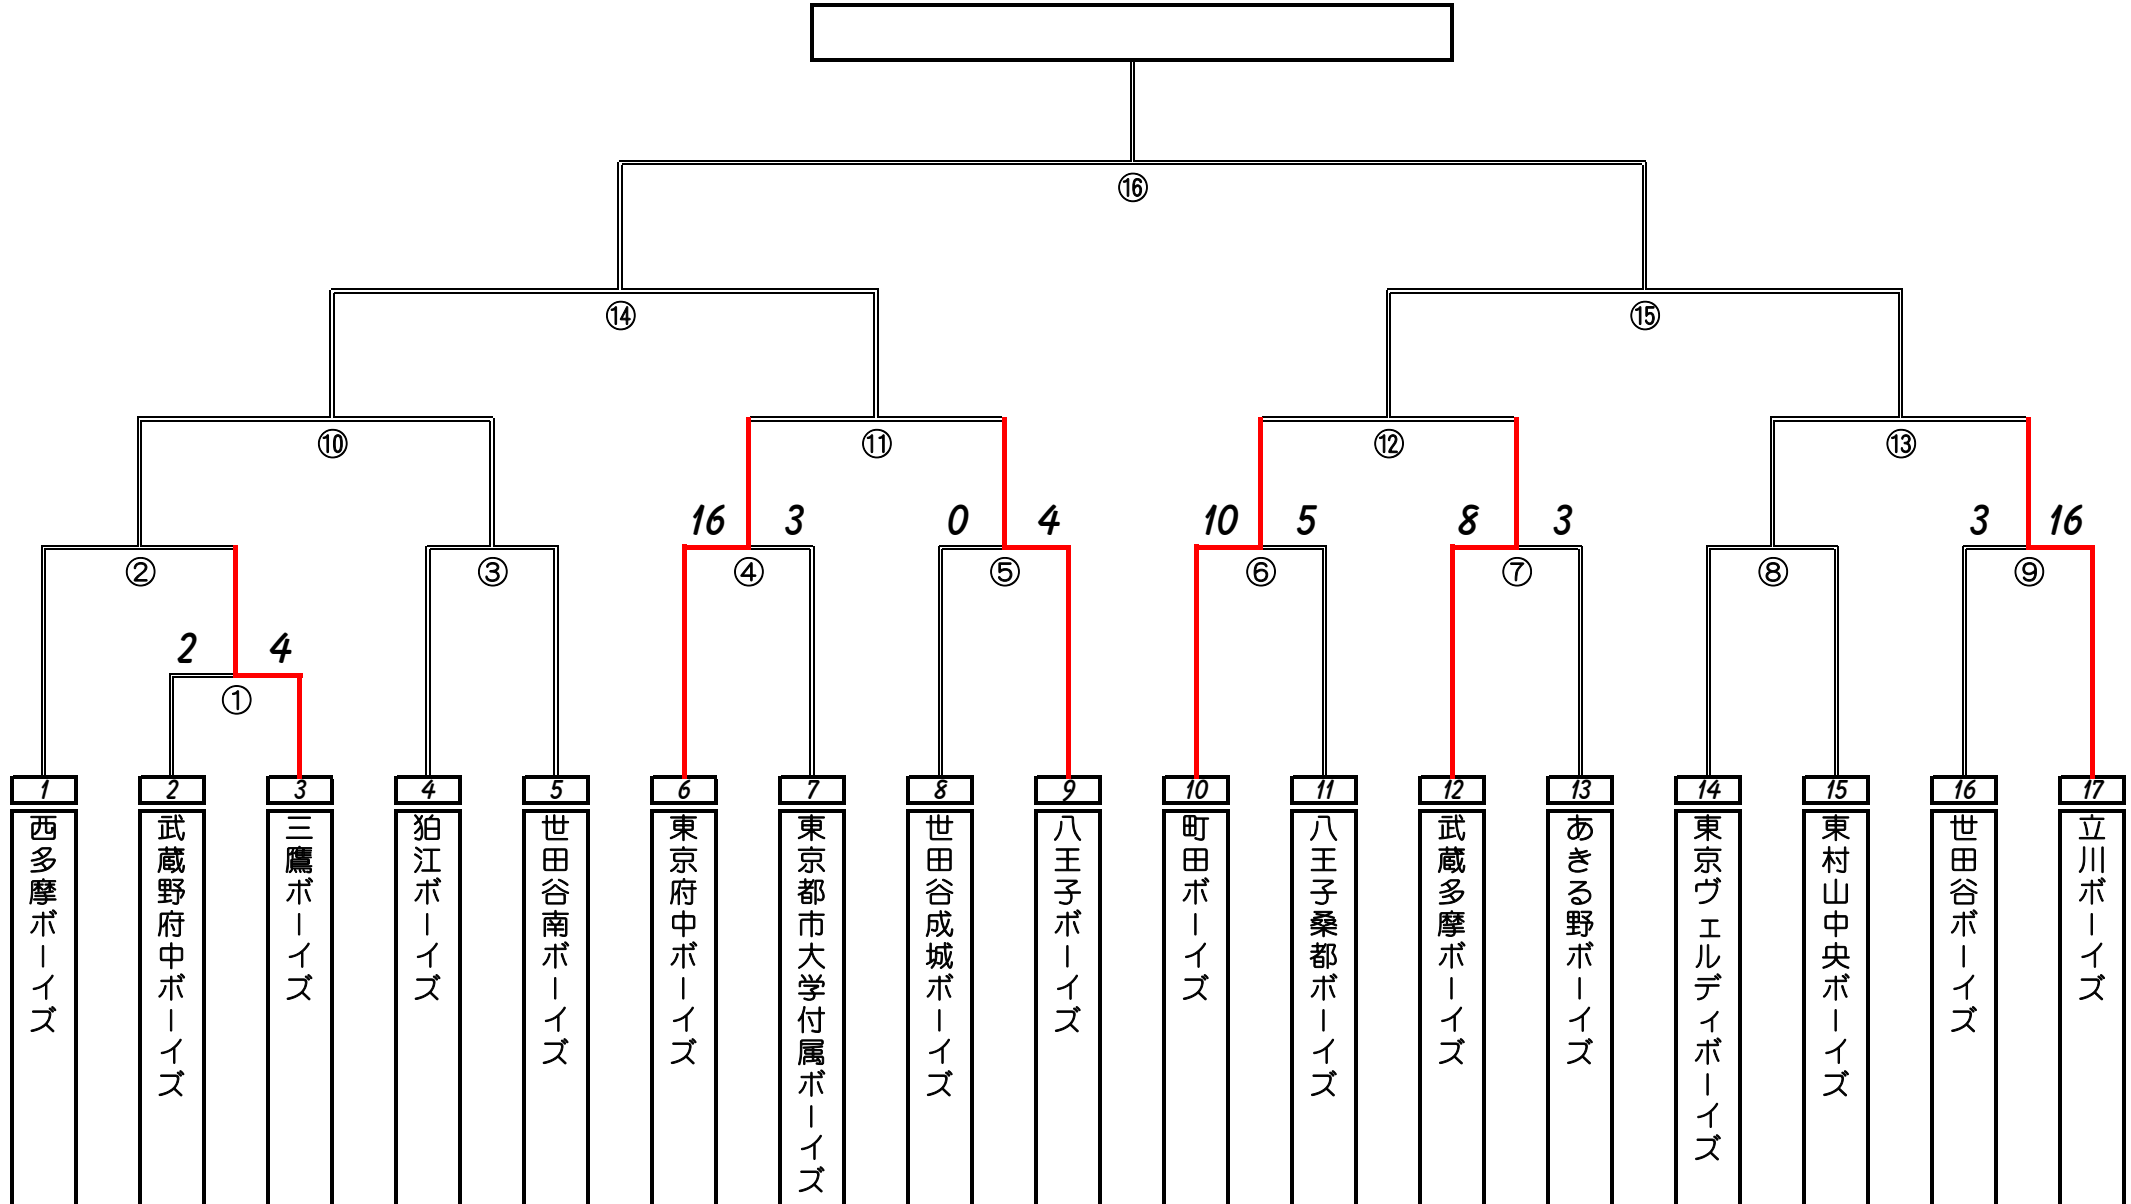 ⑯
⑭
⑮
⑩
⑪
⑫
⑬
16 3
0 4
10 5
8 3
3 16
②
③
④
⑤
⑥
⑦
⑧
⑨
2 4
①
1
西多摩ボーイズ
2
武蔵野府中ボーイズ
3
三鷹ボーイズ
4
狛江ボーイズ
5
世田谷南ボーイズ
6
東京府中ボーイズ
7
東京都市大学付属ボーイズ
8
世田谷成城ボーイズ
9
八王子ボーイズ
10
町田ボーイズ
11
八王子桑都ボーイズ
12
武蔵多摩ボーイズ
13
あきる野ボーイズ
14
東京ヴェルディボーイズ
15
東村山中央ボーイズ
16
世田谷ボーイズ
17
立川ボーイズ